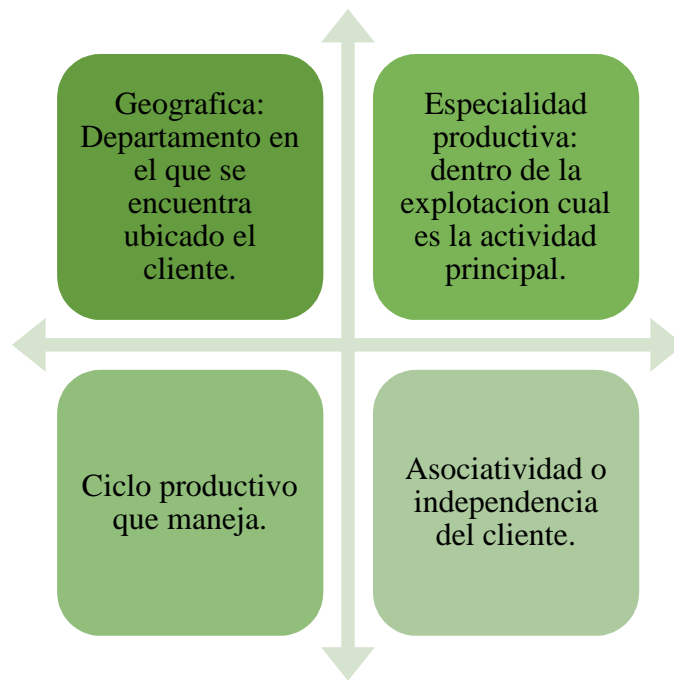 Geografica:
Departamento en
el que se
encuentra
ubicado el
cliente.
Especialidad
productiva:
dentro de la
explotacion cual
es la actividad
principal.
Ciclo productivo
que maneja.
Asociatividad o
independencia
del cliente.